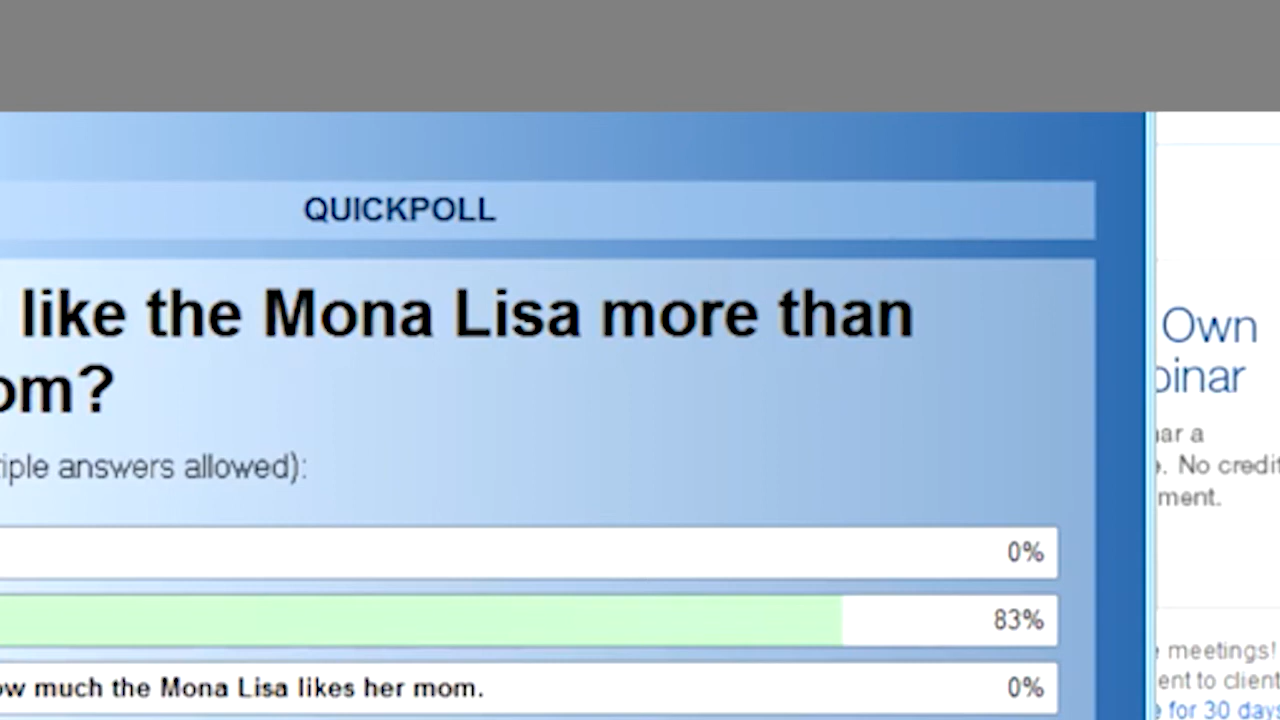 QUICKPOLL
like the Mona Lisa more than
om?
iple answers allowed):
0%
83%
ow much the Mona Lisa likes her mom. 0%
Own
binar
ar a
. No credit
ment.
meetings!
ent to client
for 30 days